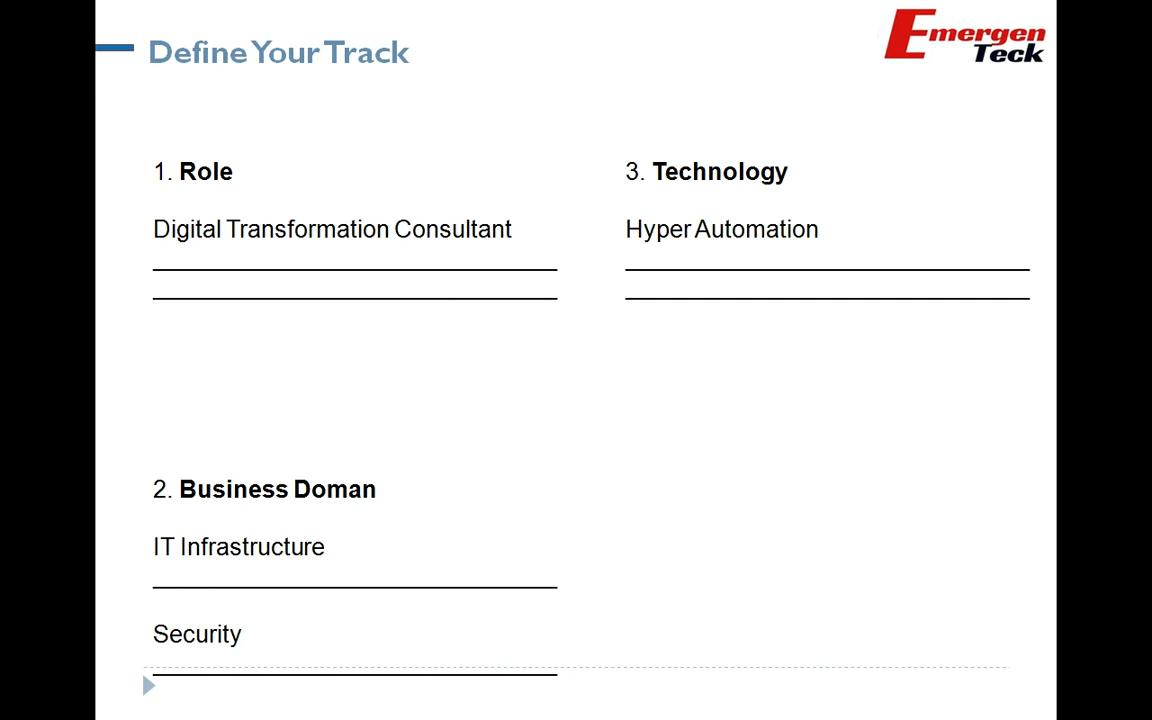 Define Your Track
Emergen
Teck
1. Role
Digital Transformation Consultant
3. Technology
Hyper Automation
2. Business Doman
IT Infrastructure
Security